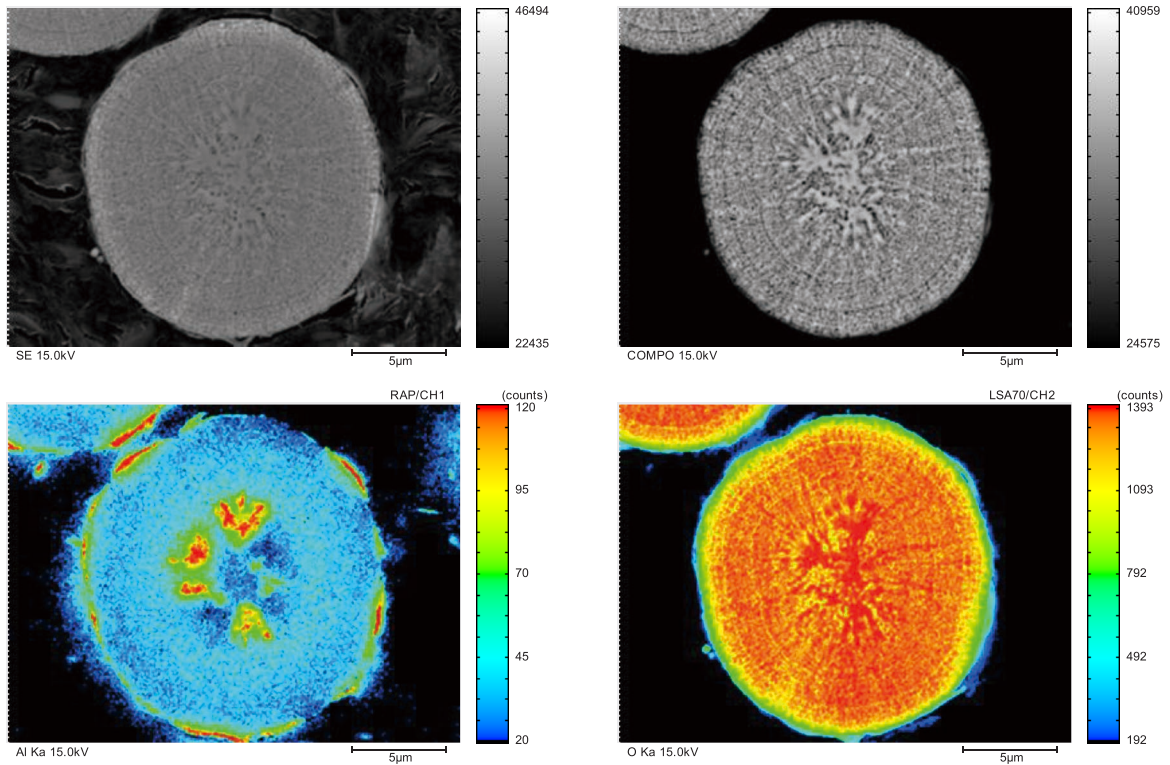 46494
22435
SE 15.0kV
5μm
40959
24575
COMPO 15.0kV
5μm
RAP/CH1 (counts)
120
95
70
45
20
Al Ka 15.0kV
5μm
LSA70/CH2 (counts)
1393
1093
792
492
192
O Ka 15.0kV
5μm